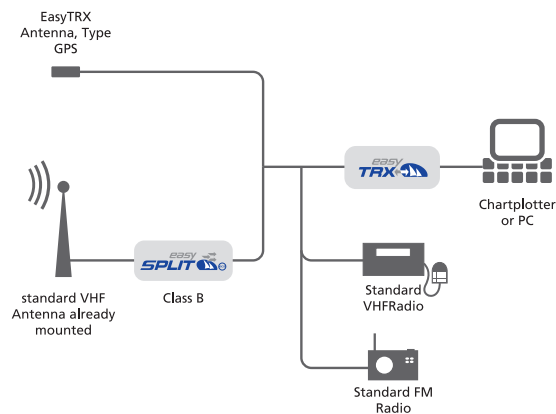 EasyTRX
Antenna, Type
GPS
easy
TRX
Chartplotter
or PC
easy
SPLIT
Class B
standard VHF
Antenna already
mounted
Standard
VHFRadio
Standard FM
Radio